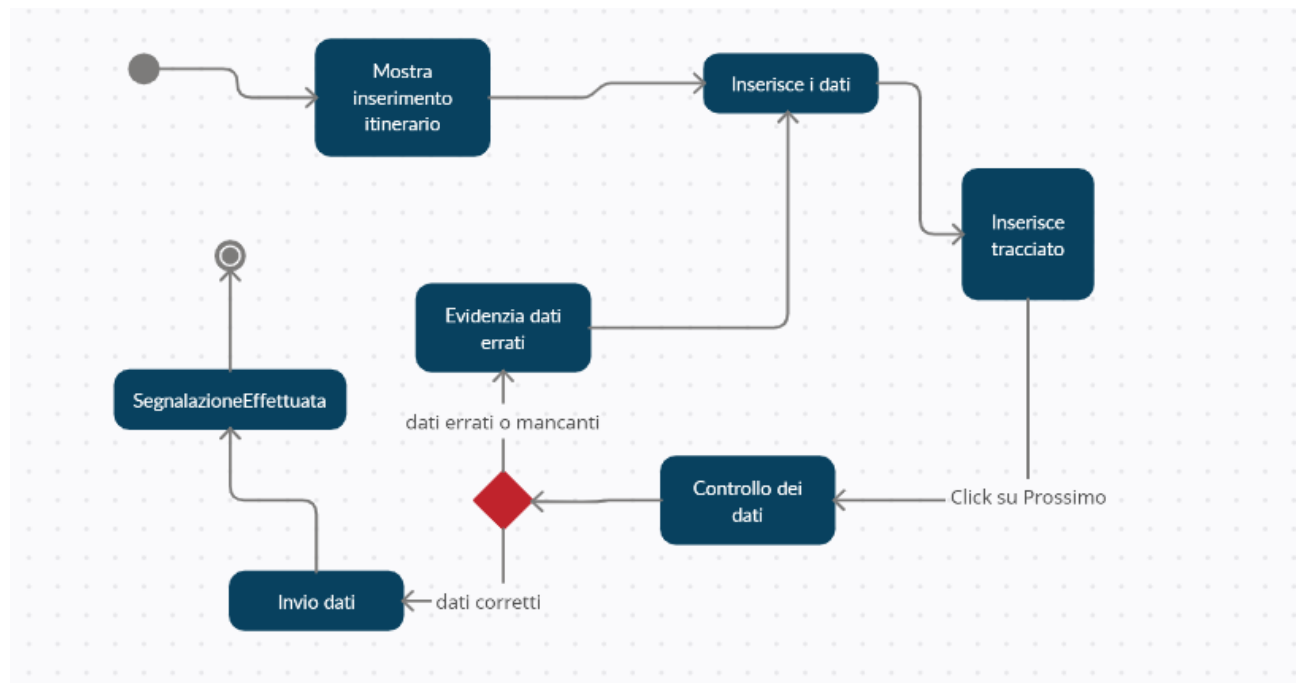 Mostra
inserimento
itinerario
Inserisce i dati
Inserisce
tracciato
Evidenzia dati
errati
SegnalazioneEffettuata
dati errati o mancanti
Controllo dei
dati
Click su Prossimo
Invio dati
dati corretti